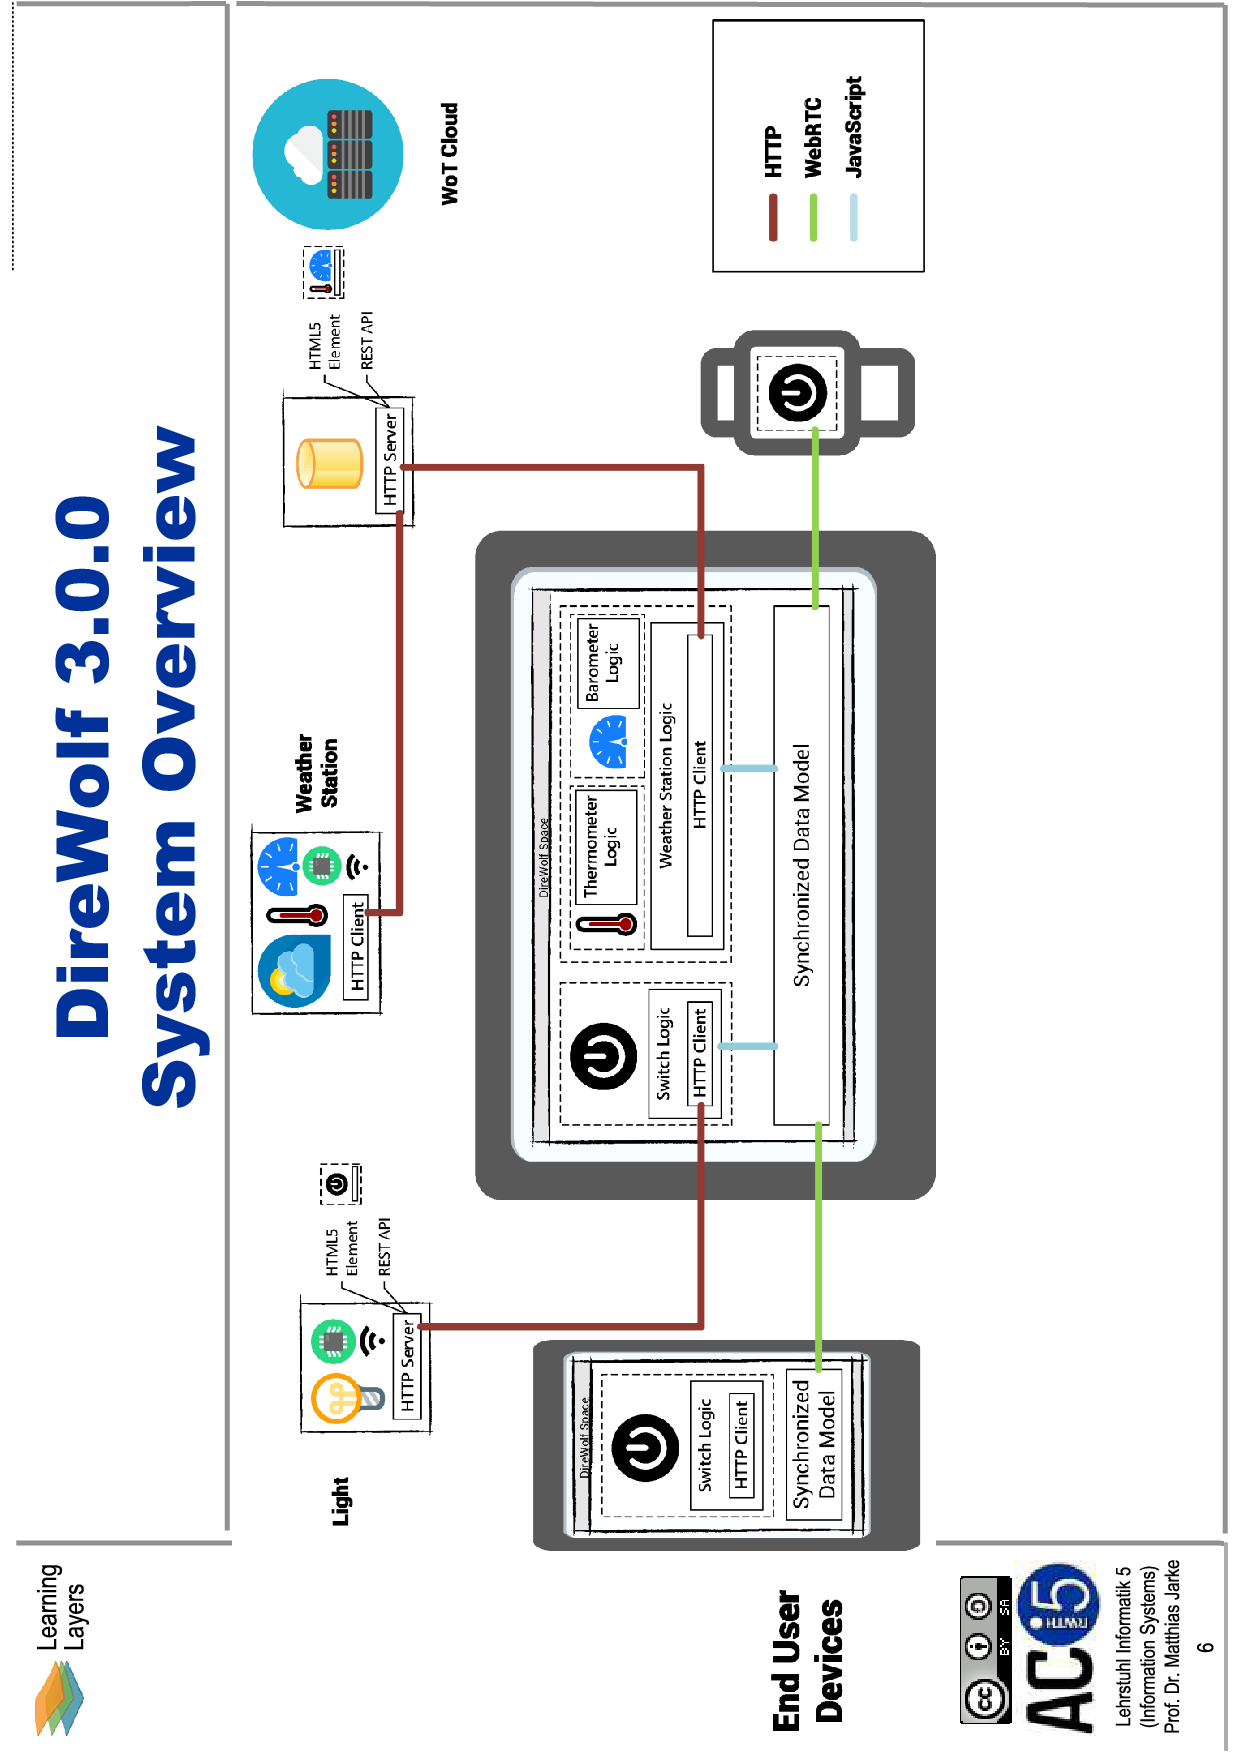 Learning
Layers
DireWolf 3.0.0
System Overview
Light
HTTP Server
HTML5
Element
REST API
Weather
Station
HTTP Client
HTTP Server
HTML5
Element
REST API
WoT Cloud
End User
Devices
DireWolf Space
Switch Logic
HTTP Client
Synchronized
Data Model
DireWolf Space
Switch Logic
HTTP Client
Thermometer
Logic
Barometer
Logic
Weather Station Logic
HTTP Client
Synchronized Data Model
HTTP
WebRTC
JavaScript
cc
BY SA
ACi5
RWTH
Lehrstuhl Informatik 5
(Information Systems)
Prof. Dr. Matthias Jarke
6